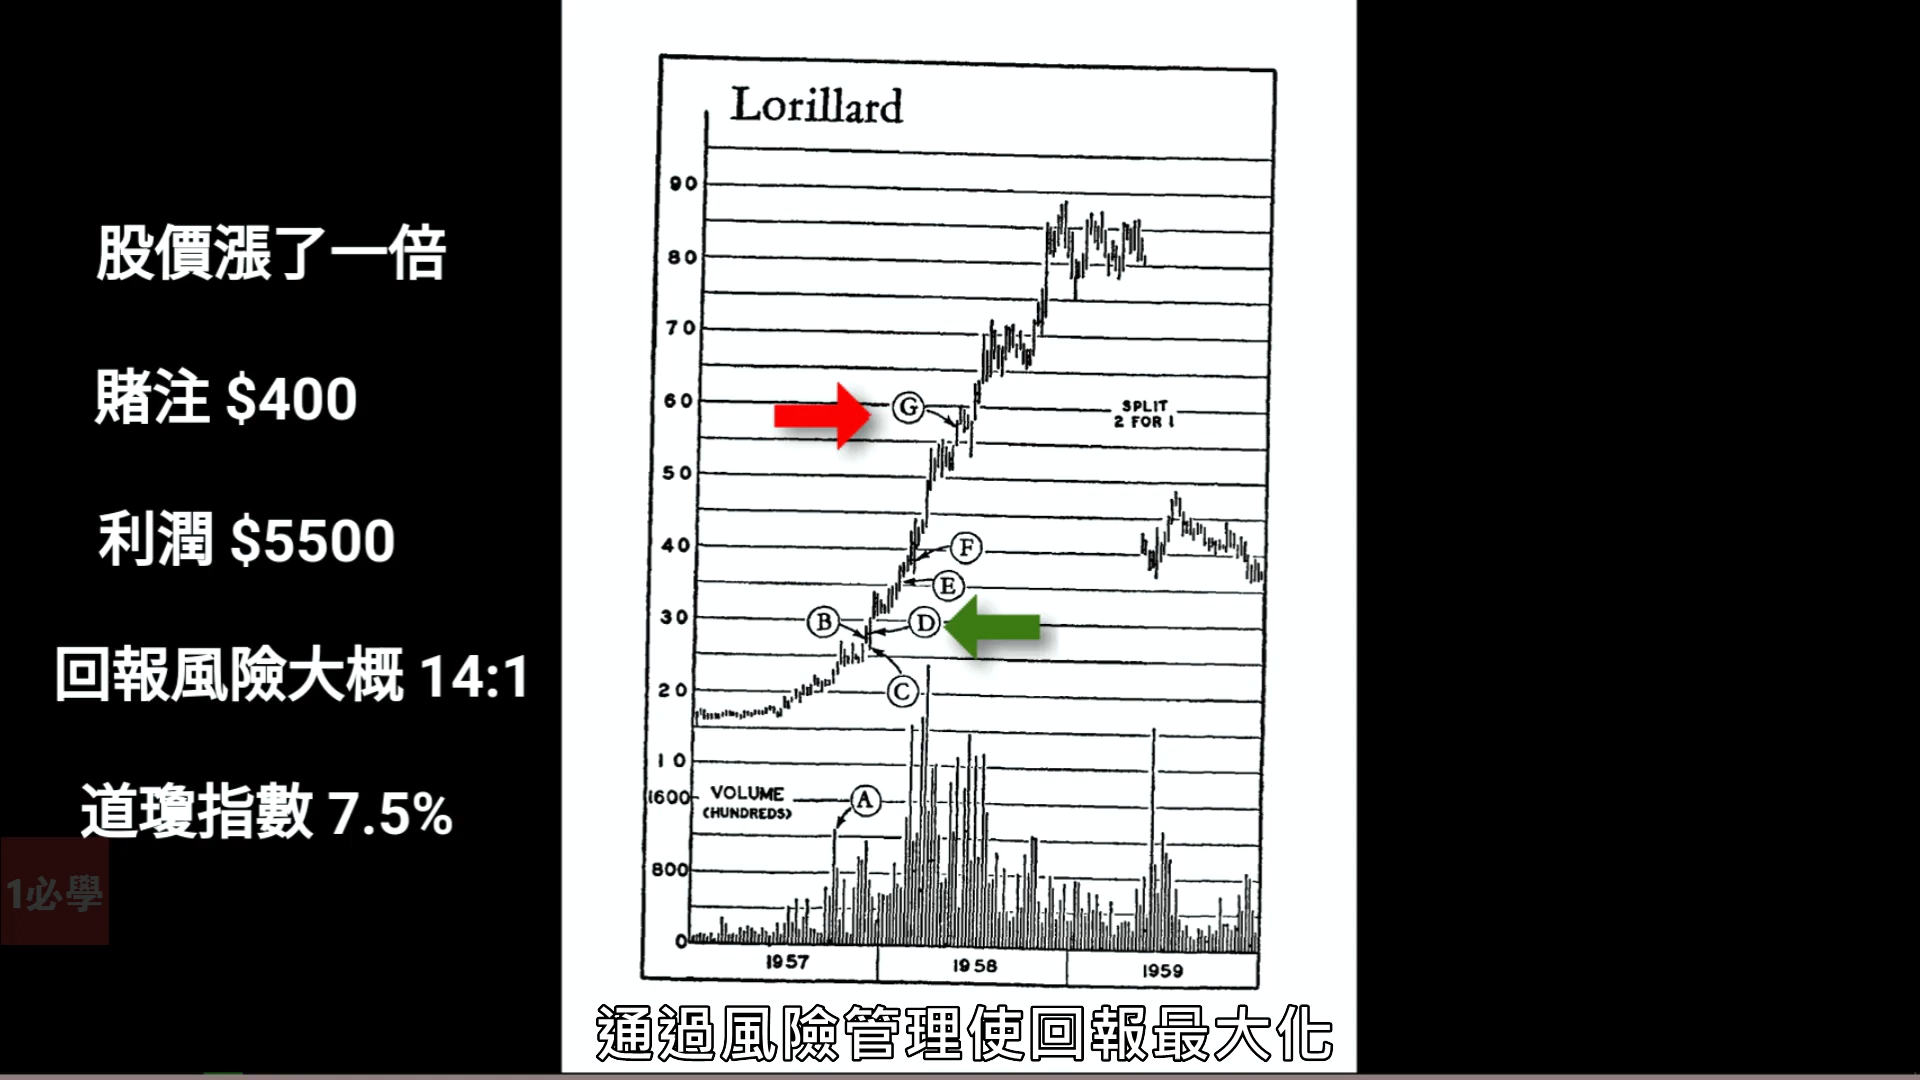 股價漲了一倍
賭注 $400
利潤 $5500
回報風險大概 14:1
道瓊指數 7.5%
1必學
Lorillard
90
80
70
60
50
40
30
20
10
1600
800
0
G
SPLIT
2 FOR 1
F
E
B
D
C
A
VOLUME
(HUNDREDS)
1957
1958
1959
通過風險管理使回報最大化